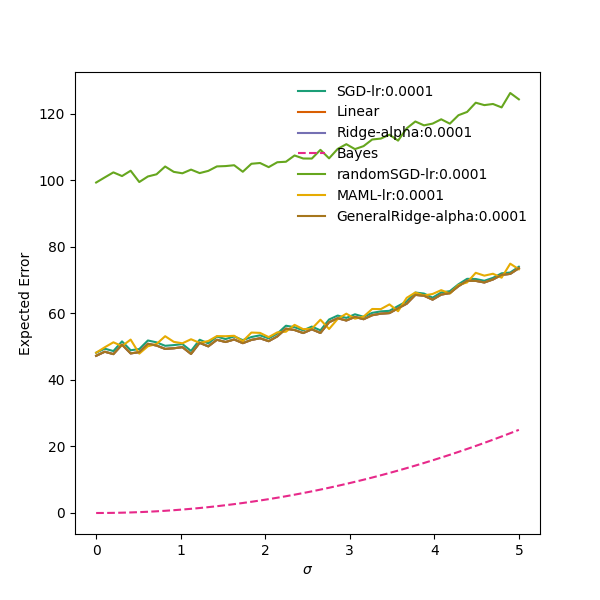 SGD-lr:0.0001
Linear
Ridge-alpha:0.0001
Bayes
randomSGD-lr:0.0001
MAML-lr:0.0001
GeneralRidge-alpha:0.0001
Expected Error
120
100
80
60
40
20
0
0 1 2 3 4 5
σ